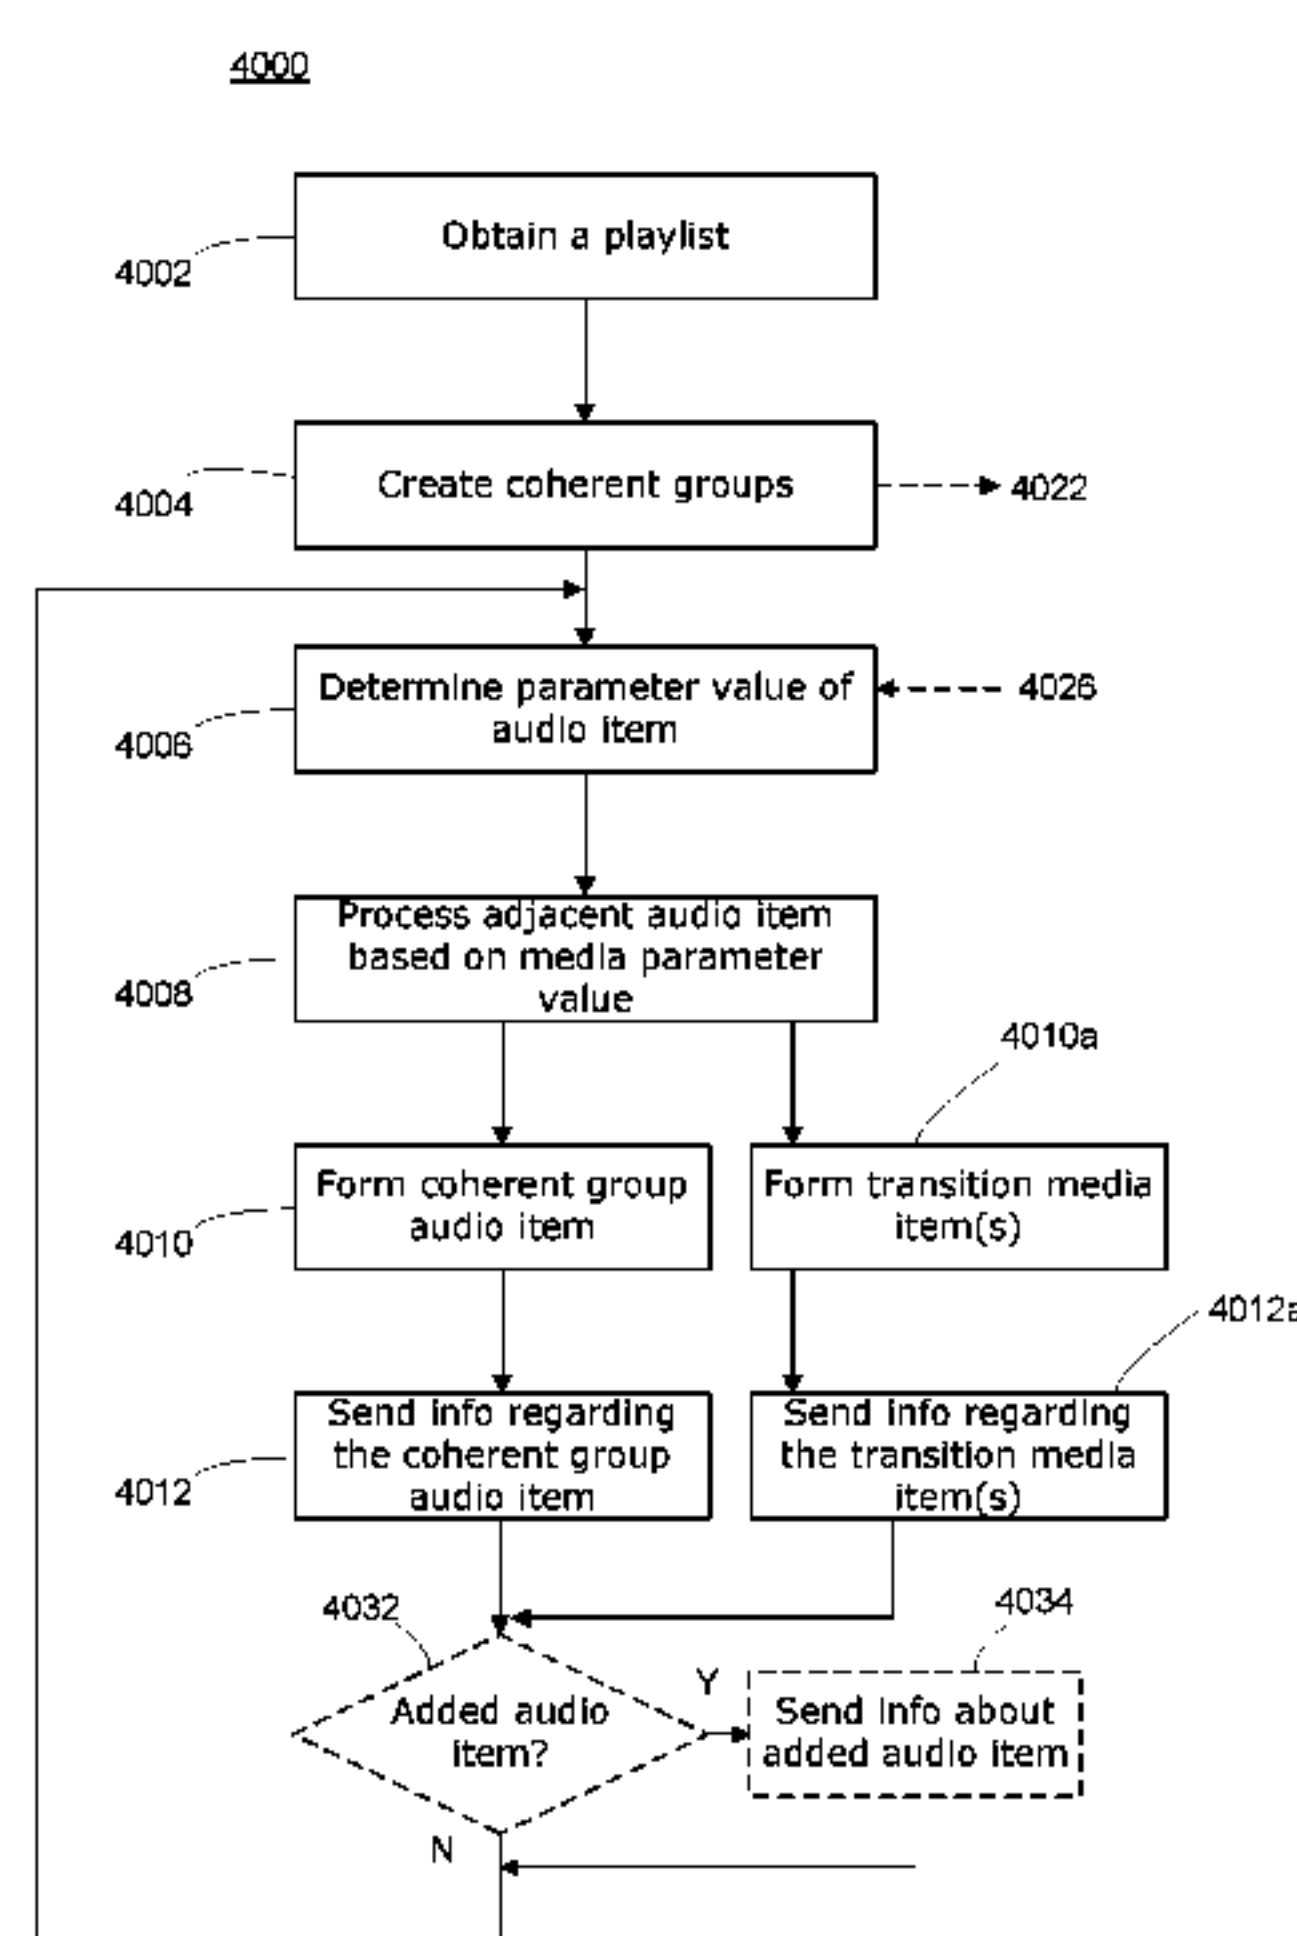 4000
Obtain a playlist
4002
Create coherent groups
4022
4004
Determine parameter value of
audio item
4026
4006
Process adjacent audio item
based on media parameter
value
4008
4010a
Form coherent group
audio item
4010
Form transition media
item(s)
4012a
Send info regarding
the coherent group
audio item
4012
Send info regarding
the transition media
item(s)
4032
4034
Added audio
item?
Y
Send info about
added audio item
N